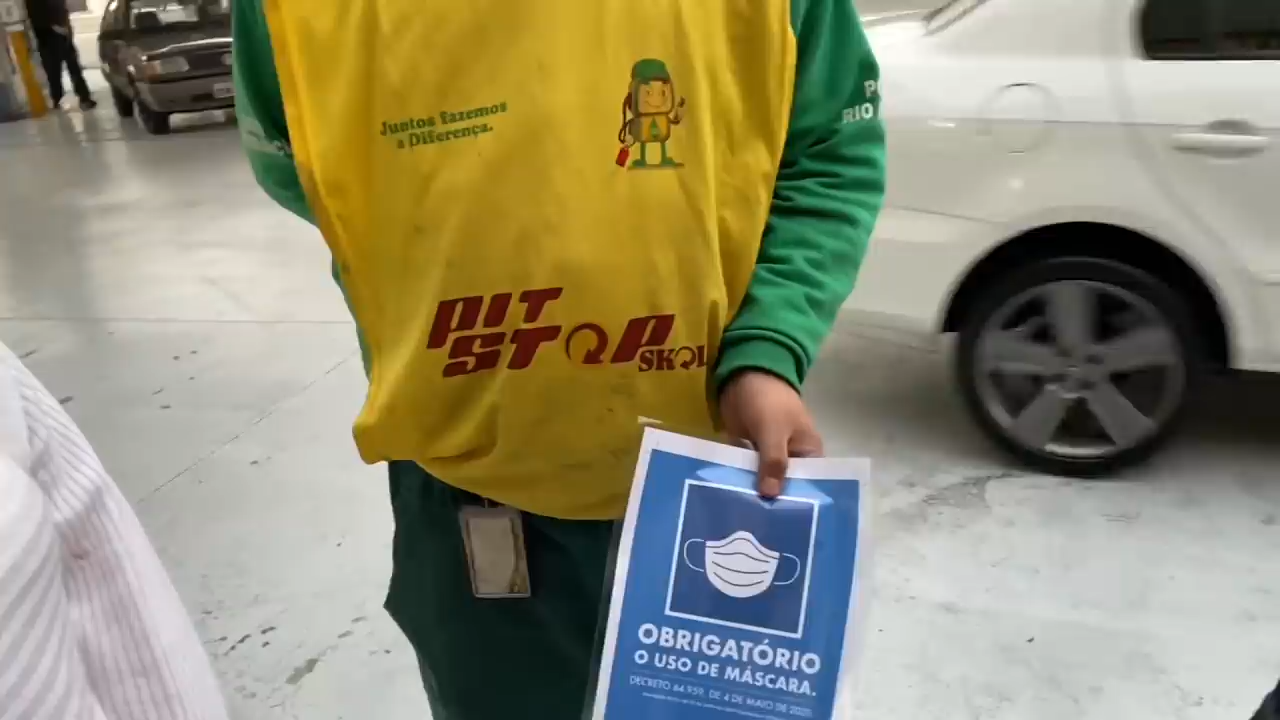 Juntos fazemos
a Diferença.
RIO
PIT
STOP
SKOL
OBRIGATÓRIO
O USO DE MÁSCARA.
DECRETO 64.959, DE 4 DE MAIO DE 2020